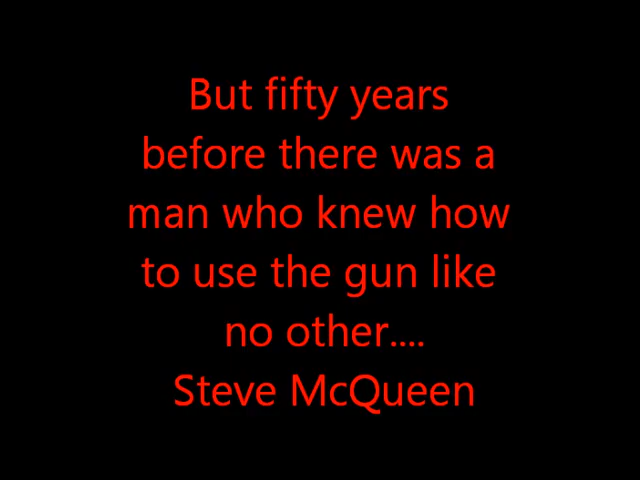 But fifty years
before there was a
man who knew how
to use the gun like
no other....
Steve McQueen